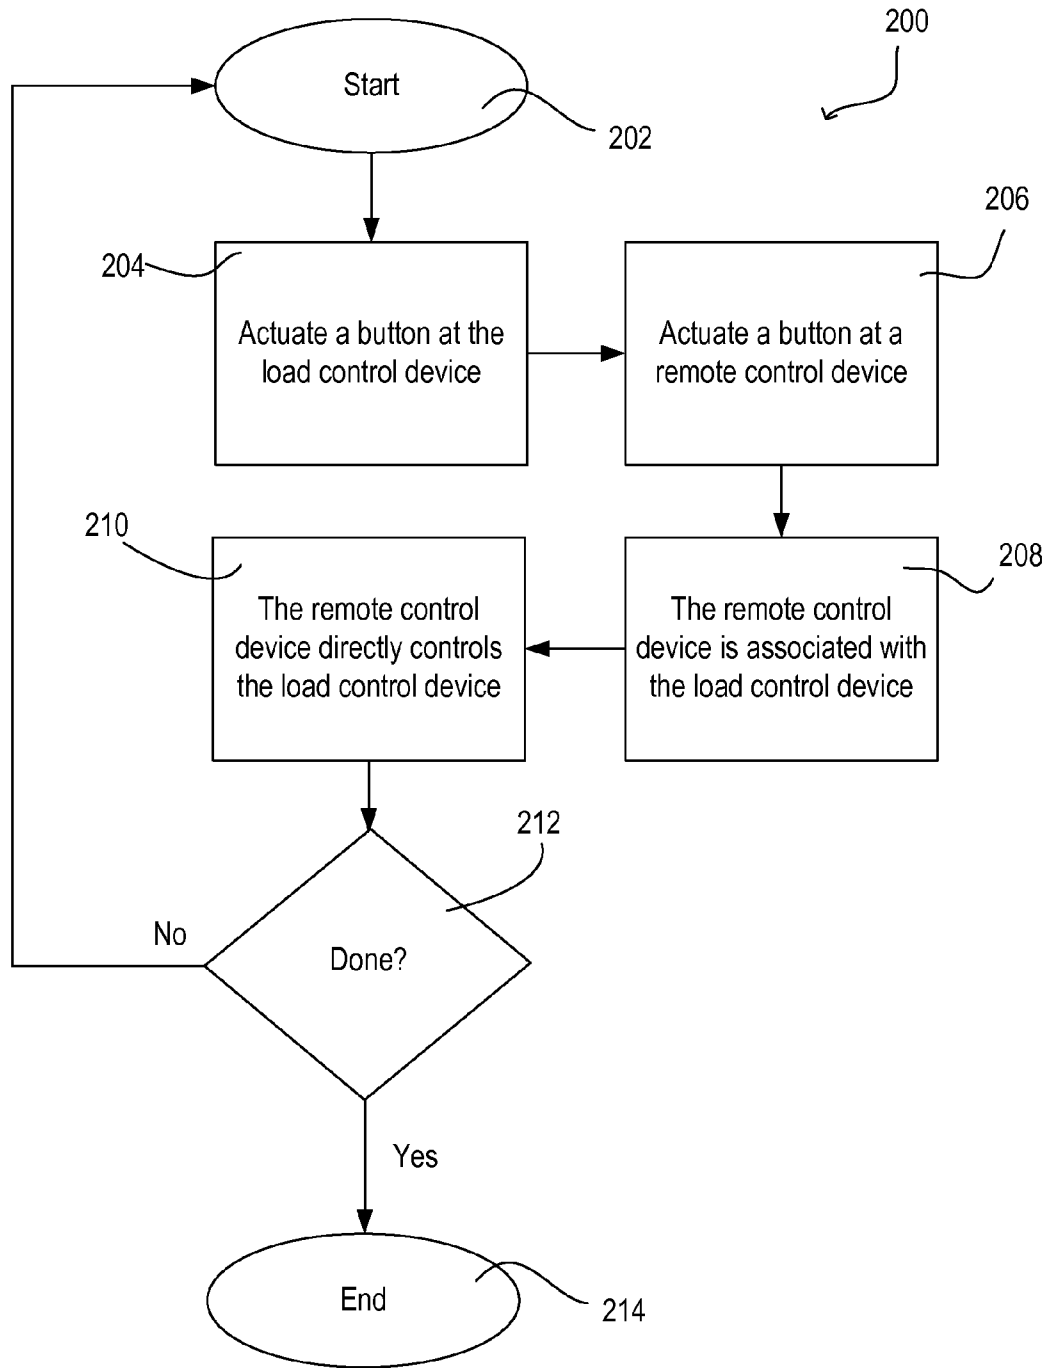 200
Start
202
204
206
Actuate a button at the
load control device
Actuate a button at a
remote control device
210
208
The remote control
device directly controls
the load control device
The remote control
device is associated with
the load control device
212
No
Done?
Yes
End
214